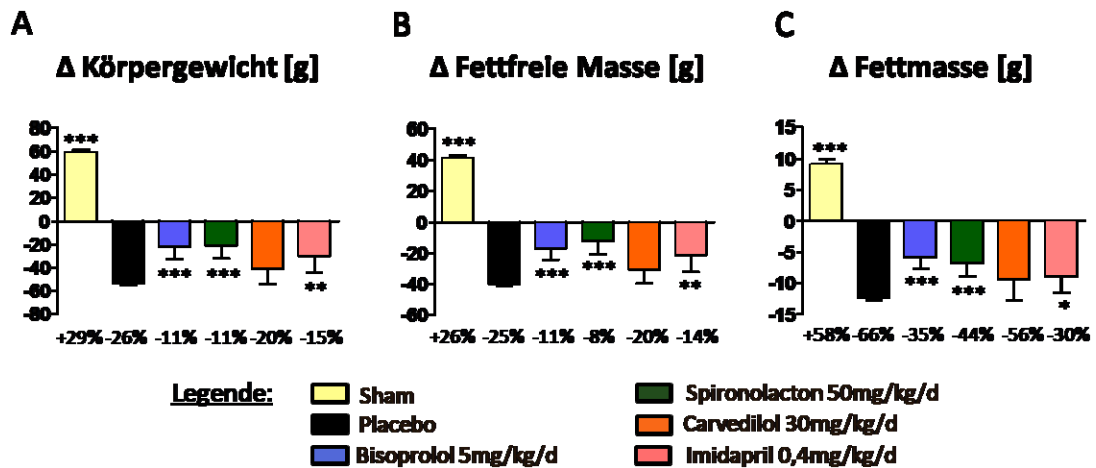 A
B
C
Δ Körpergewicht [g]
Δ Fettfreie Masse [g]
Δ Fettmasse [g]
80
60
40
20
0
-20
-40
-60
-80
***
***
***
**
+29% -26% -11% -11% -20% -15%
60
40
20
0
-20
-40
-60
***
***
***
**
+26% -25% -11% -8% -20% -14%
15
10
5
0
-5
-10
-15
***
***
***
*
+58% -66% -35% -44% -56% -30%
Legende:
Sham
Placebo
Bisoprolol 5mg/kg/d
Spironolacton 50mg/kg/d
Carvedilol 30mg/kg/d
Imidapril 0,4mg/kg/d